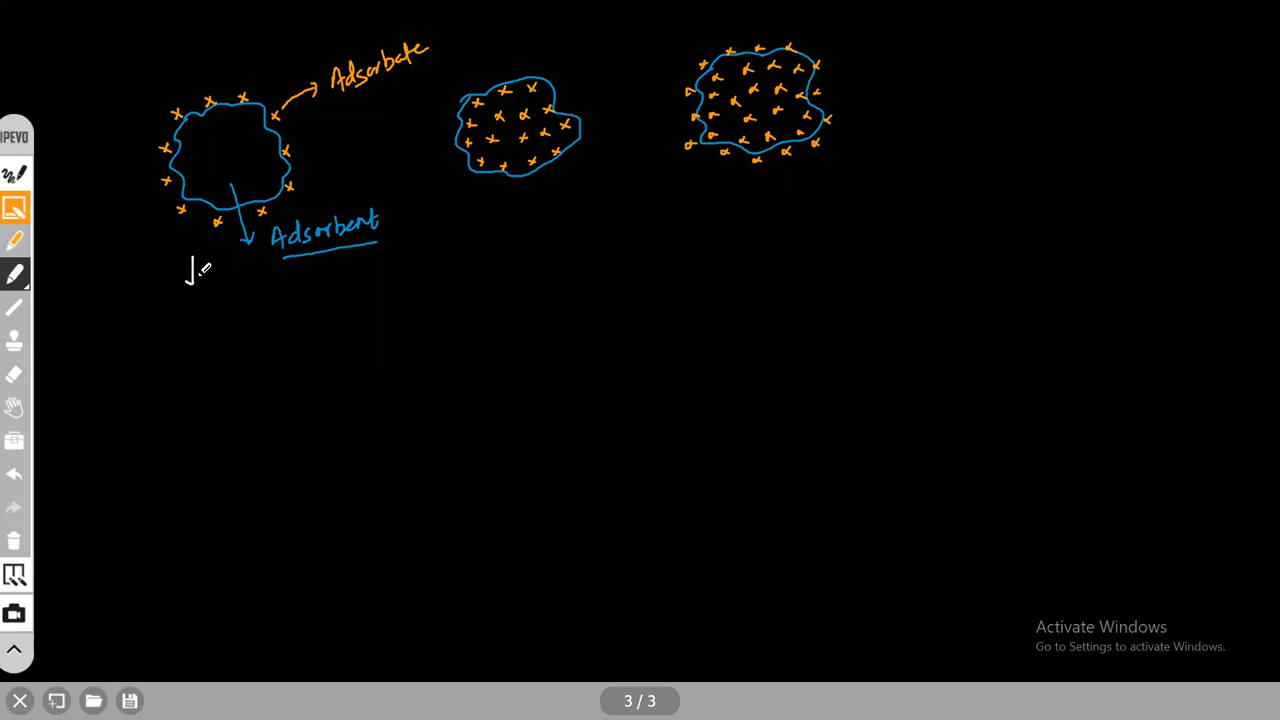 Adsorbate
Adsorbent
IPEVO
Activate Windows
Go to Settings to activate Windows.
3 / 3